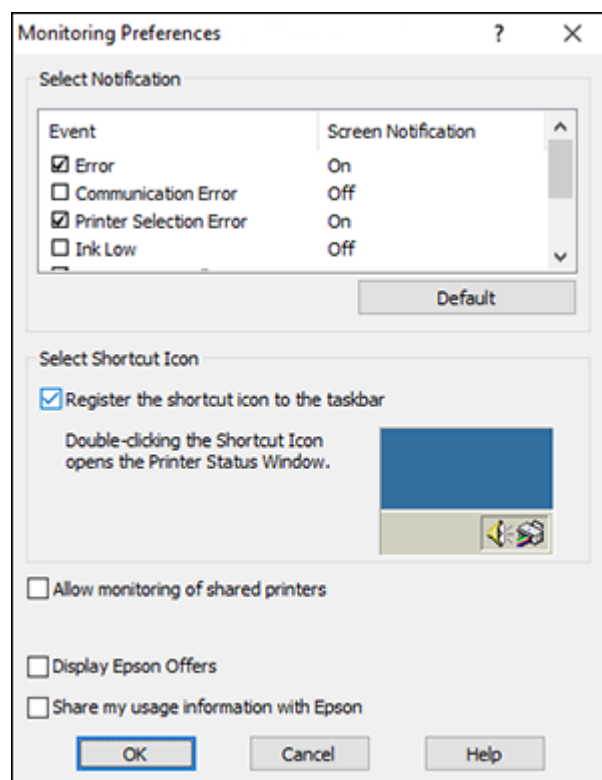 Monitoring Preferences ?
Select Notification
Event Screen Notification
Error On
Communication Error Off
Printer Selection Error On
Ink Low Off
Default
Select Shortcut Icon
Register the shortcut icon to the taskbar
Double-clicking the Shortcut Icon
opens the Printer Status Window.
Allow monitoring of shared printers
Display Epson Offers
Share my usage information with Epson
OK Cancel Help